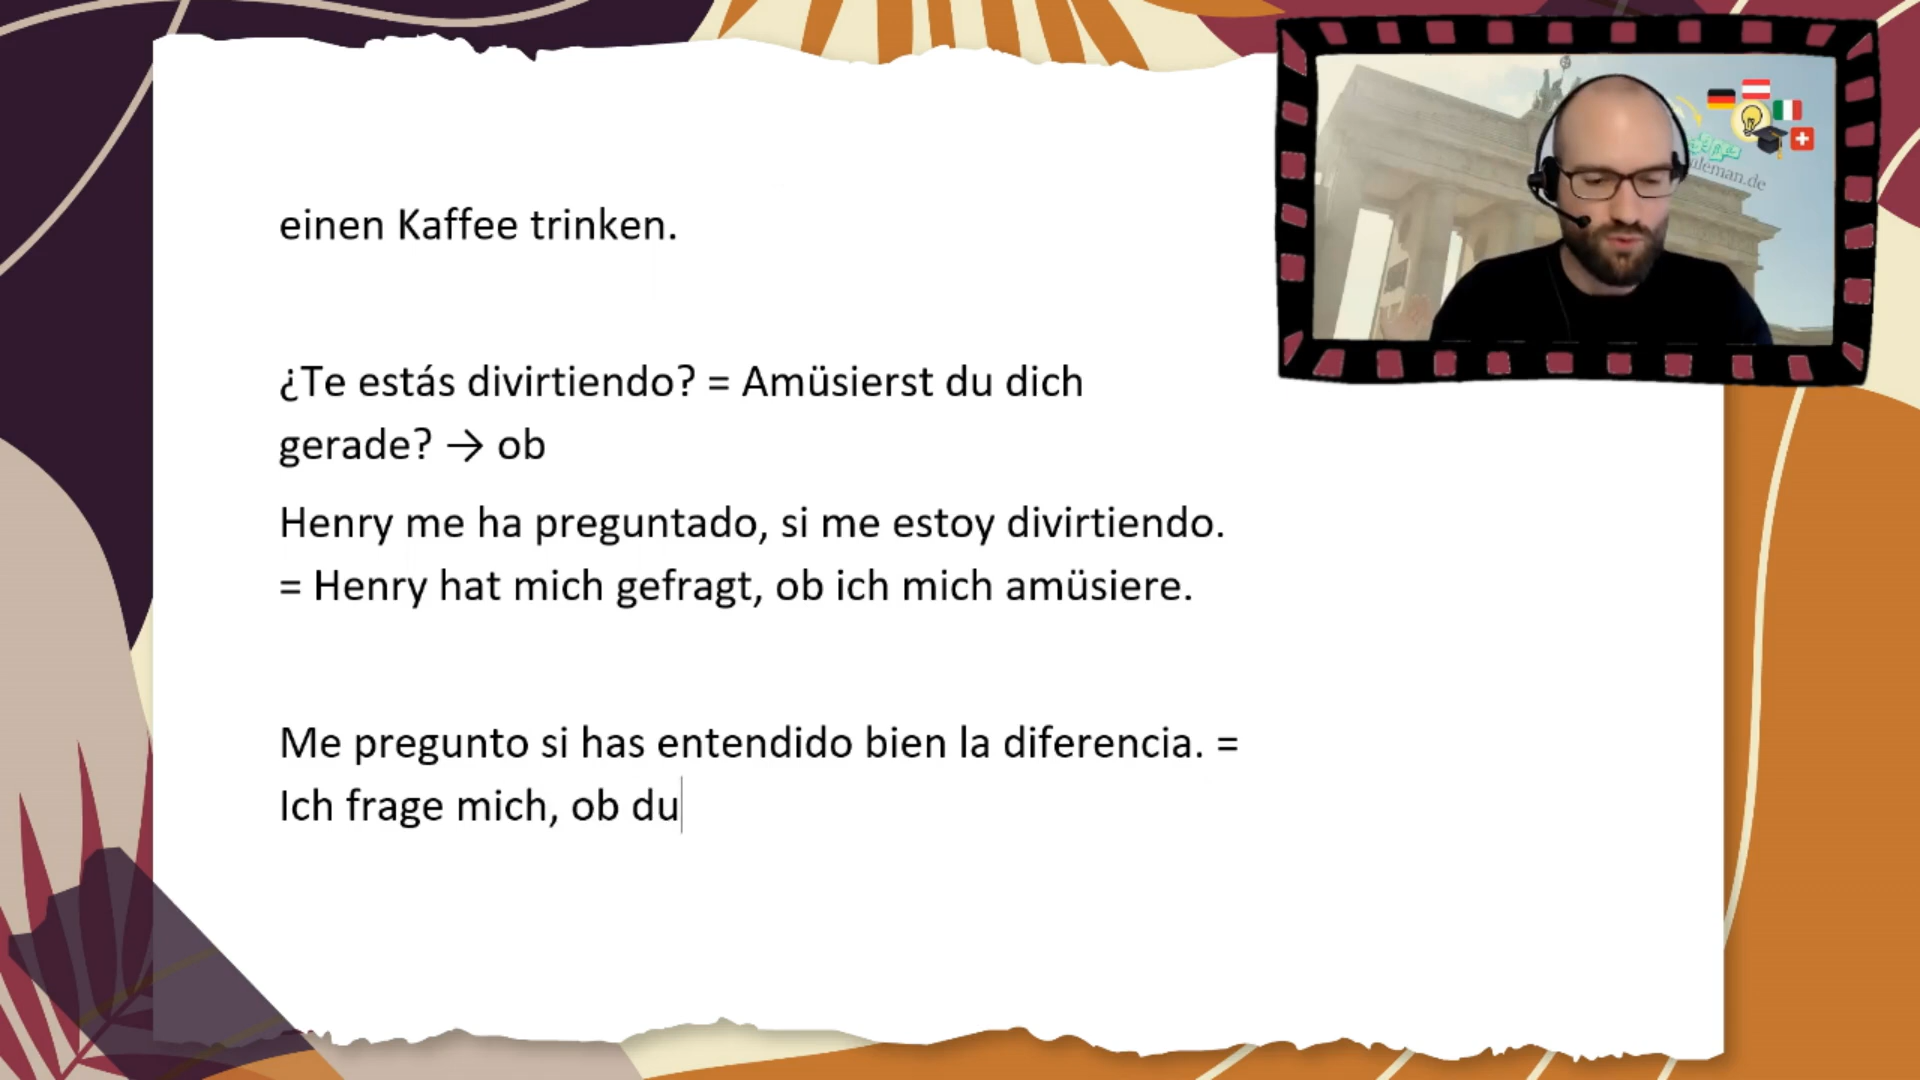 einen Kaffee trinken.
¿Te estás divirtiendo? = Amüsierst du dich
gerade? → ob
Henry me ha preguntado, si me estoy divirtiendo.
= Henry hat mich gefragt, ob ich mich amüsiere.
Me pregunto si has entendido bien la diferencia. =
Ich frage mich, ob du